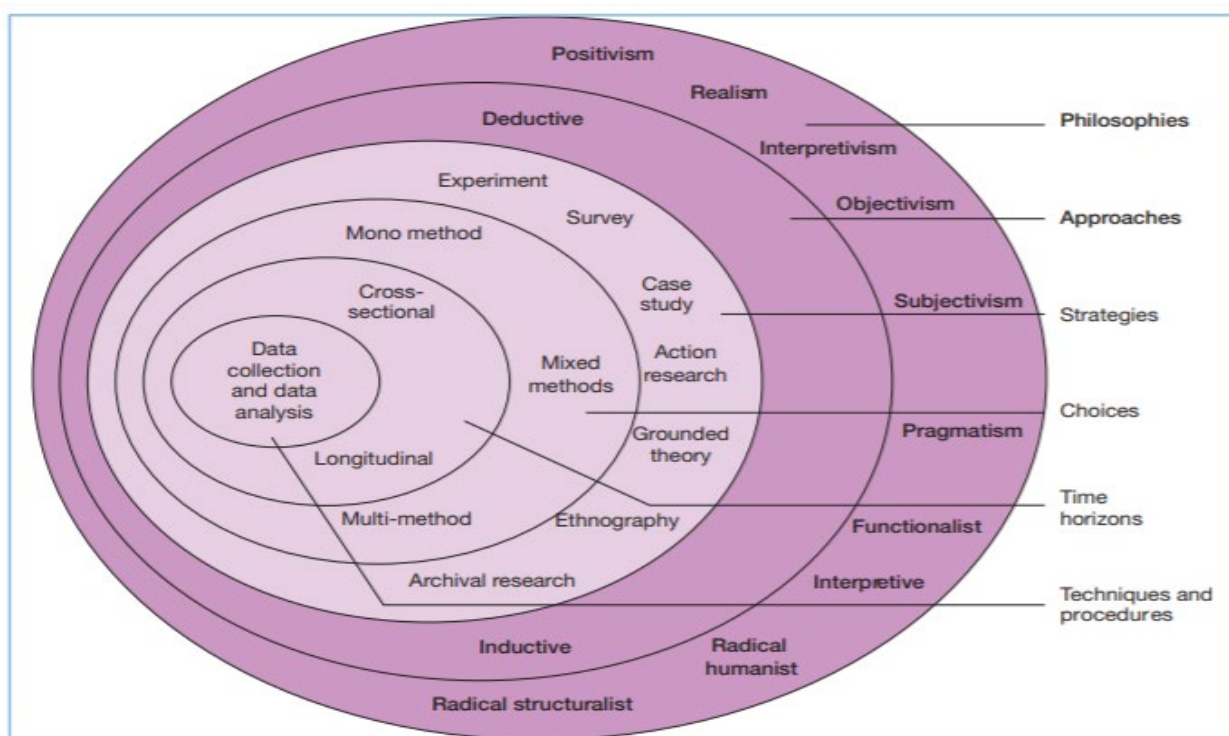 Positivism
Realism
Philosophies
Deductive
Interpretivism
Experiment
Objectivism
Approaches
Survey
Mono method
Case
study
Cross-
sectional
Subjectivism
Strategies
Data
collection
and data
analysis
Mixed
methods
Action
research
Choices
Pragmatism
Grounded
theory
Longitudinal
Time
horizons
Multi-method
Ethnography
Functionalist
Archival research
Interpretive
Techniques and
procedures
Inductive
Radical
humanist
Radical structuralist